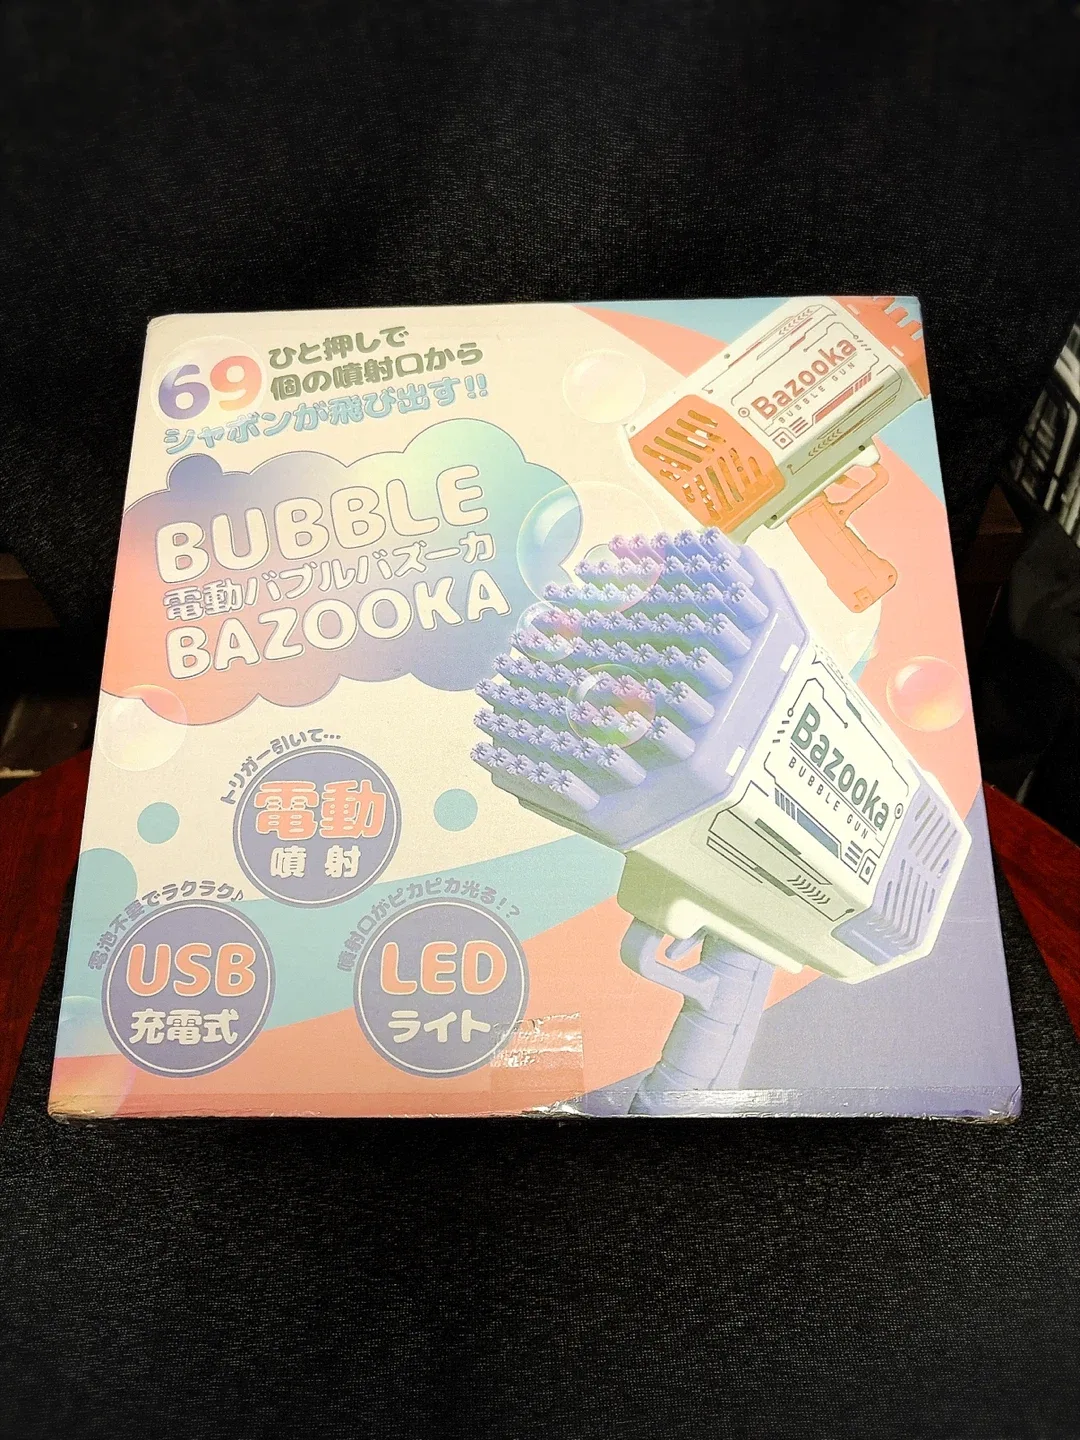 ひと押しで
69個の噴射口から
シャボンが飛び出す!!
BUBBLE
電動バブルバズーカ
BAZOOKA
トリガー引いて…
電動
噴射
電池不要でラクラク♪
USB
充電式
噴射口がピカピカ光る!?
LED
ライト
Bazooka
BUBBLE GUN
Bazooka
BUBBLE GUN